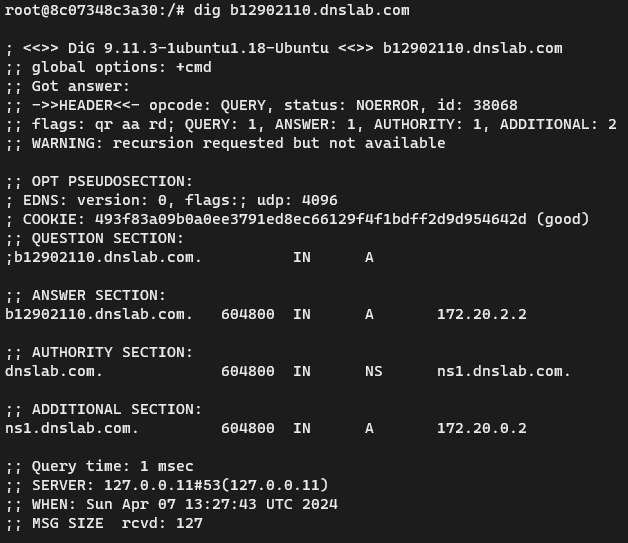 root@8c07348c3a30:/# dig b12902110.dnslab.com
; <<>> DiG 9.11.3-1ubuntu1.18-Ubuntu <<>> b12902110.dnslab.com
;; global options: +cmd
;; Got answer:
;; ->>HEADER<<- opcode: QUERY, status: NOERROR, id: 38068
;; flags: qr aa rd; QUERY: 1, ANSWER: 1, AUTHORITY: 1, ADDITIONAL: 2
;; WARNING: recursion requested but not available
;; OPT PSEUDOSECTION:
; EDNS: version: 0, flags:; udp: 4096
; COOKIE: 493f83a09b0a0ee3791ed8ec66129f4f1bdff2d9d954642d (good)
;; QUESTION SECTION:
;b12902110.dnslab.com. IN A
;; ANSWER SECTION:
b12902110.dnslab.com. 604800 IN A 172.20.2.2
;; AUTHORITY SECTION:
dnslab.com. 604800 IN NS ns1.dnslab.com.
;; ADDITIONAL SECTION:
ns1.dnslab.com. 604800 IN A 172.20.0.2
;; Query time: 1 msec
;; SERVER: 127.0.0.11#53(127.0.0.11)
;; WHEN: Sun Apr 07 13:27:43 UTC 2024
;; MSG SIZE rcvd: 127